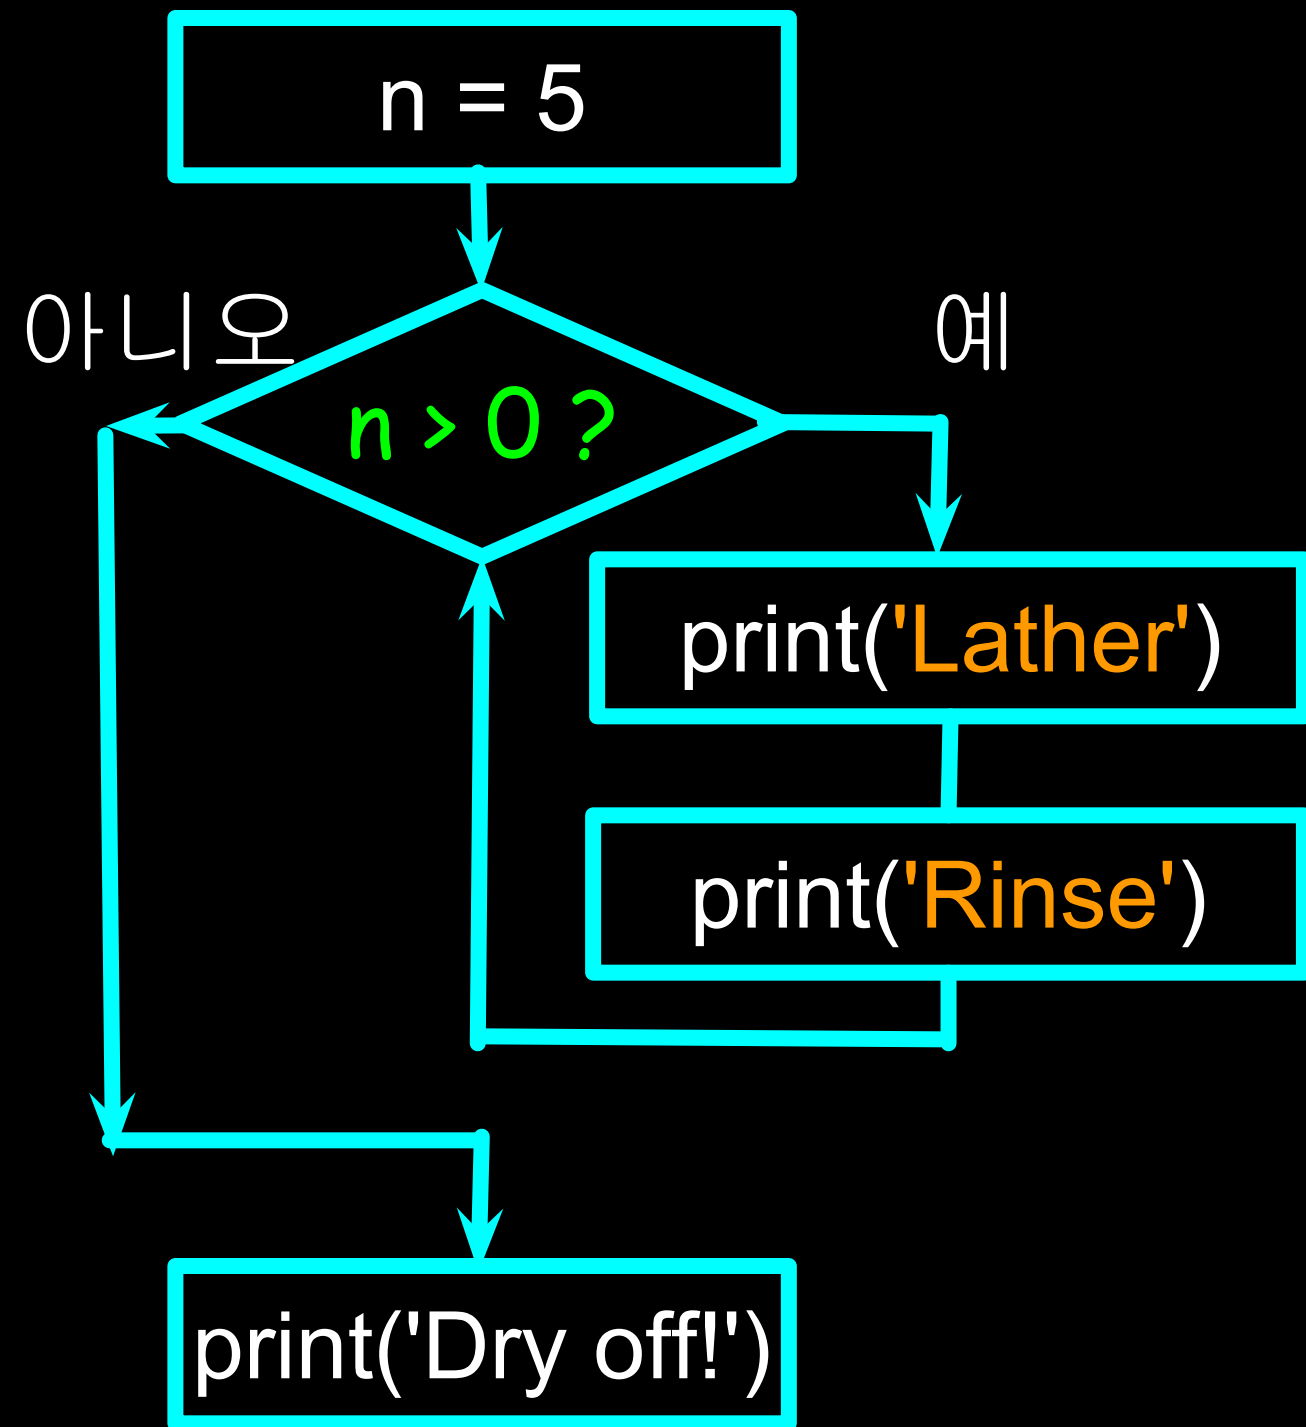 n = 5
아니오
예
n > 0 ?
print('Lather')
print('Rinse')
print('Dry off!')